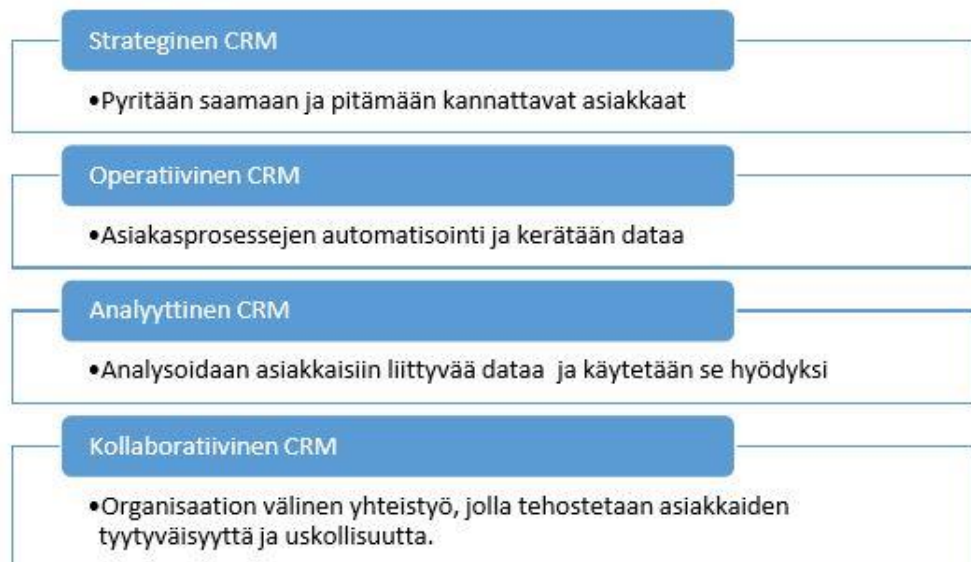 Strateginen CRM
•Pyritään saamaan ja pitämään kannattavat asiakkaat
Operatiivinen CRM
•Asiakasprosessejen automatisointi ja kerätään dataa
Analyyttinen CRM
•Analysoidaan asiakkaisiin liittyvää dataa  ja käytetään se hyödyksi
Kollaboratiivinen CRM
•Organisaation välinen yhteistyö, jolla tehostetaan asiakkaiden
tyytyväisyyttä ja uskollisuutta.